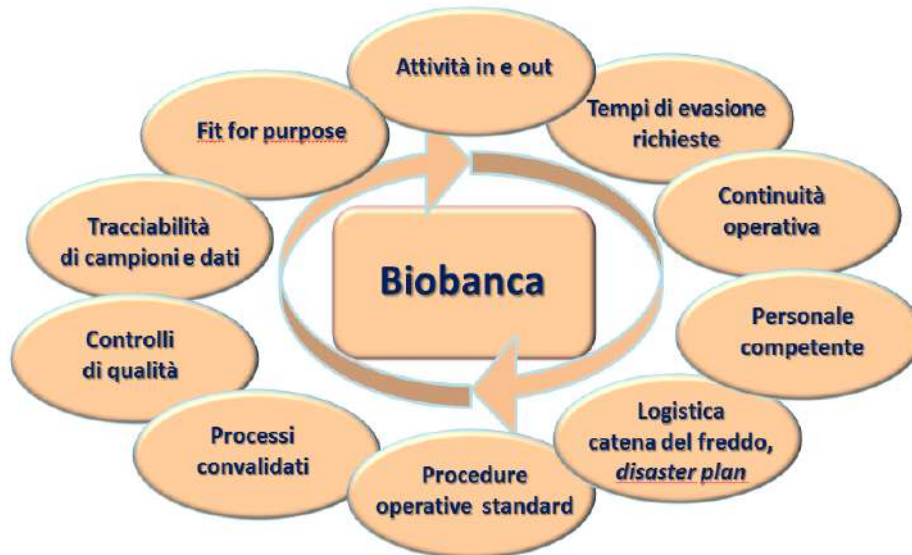 Attività in e out
Tempi di evasione
richieste
Continuità
operativa
Personale
competente
Logistica
catena del freddo,
disaster plan
Procedure
operative standard
Processi
convalidati
Controlli
di qualità
Tracciabilità
di campioni e dati
Fit for purpose
Biobanca